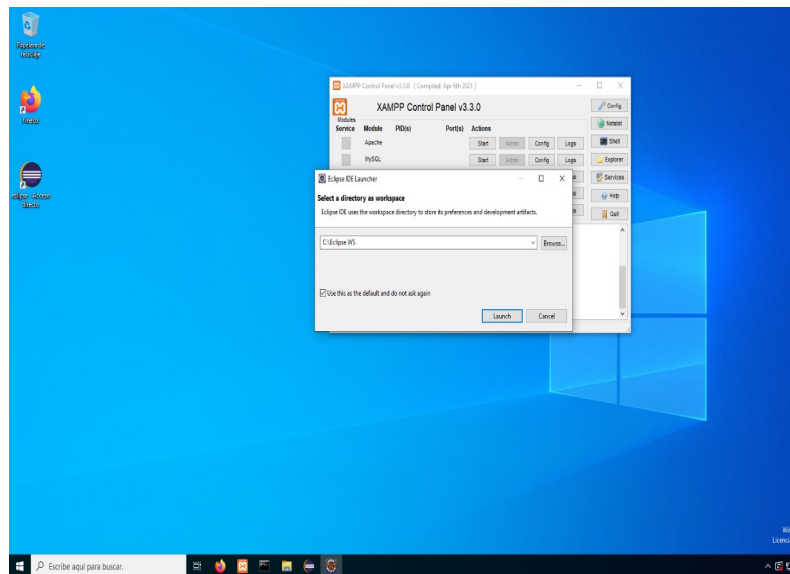 Papelera de
reciclaje
Firefox
eclipse - Acceso
directo
XAMPP Control Panel v3.3.0 [ Compiled: Apr 6th 2021 ]
XAMPP Control Panel v3.3.0
Modules
Service Module PID(s) Port(s) Actions
Apache Start Admin Config Logs
MySQL Start Admin Config Logs
Config
Netstat
Shell
Explorer
Services
Help
Quit
Eclipse IDE Launcher
Select a directory as workspace
Eclipse IDE uses the workspace directory to store its preferences and development artifacts.
C:\Eclipse WS
Browse...
Use this as the default and do not ask again
Launch Cancel
Licenci
Escribe aquí para buscar.